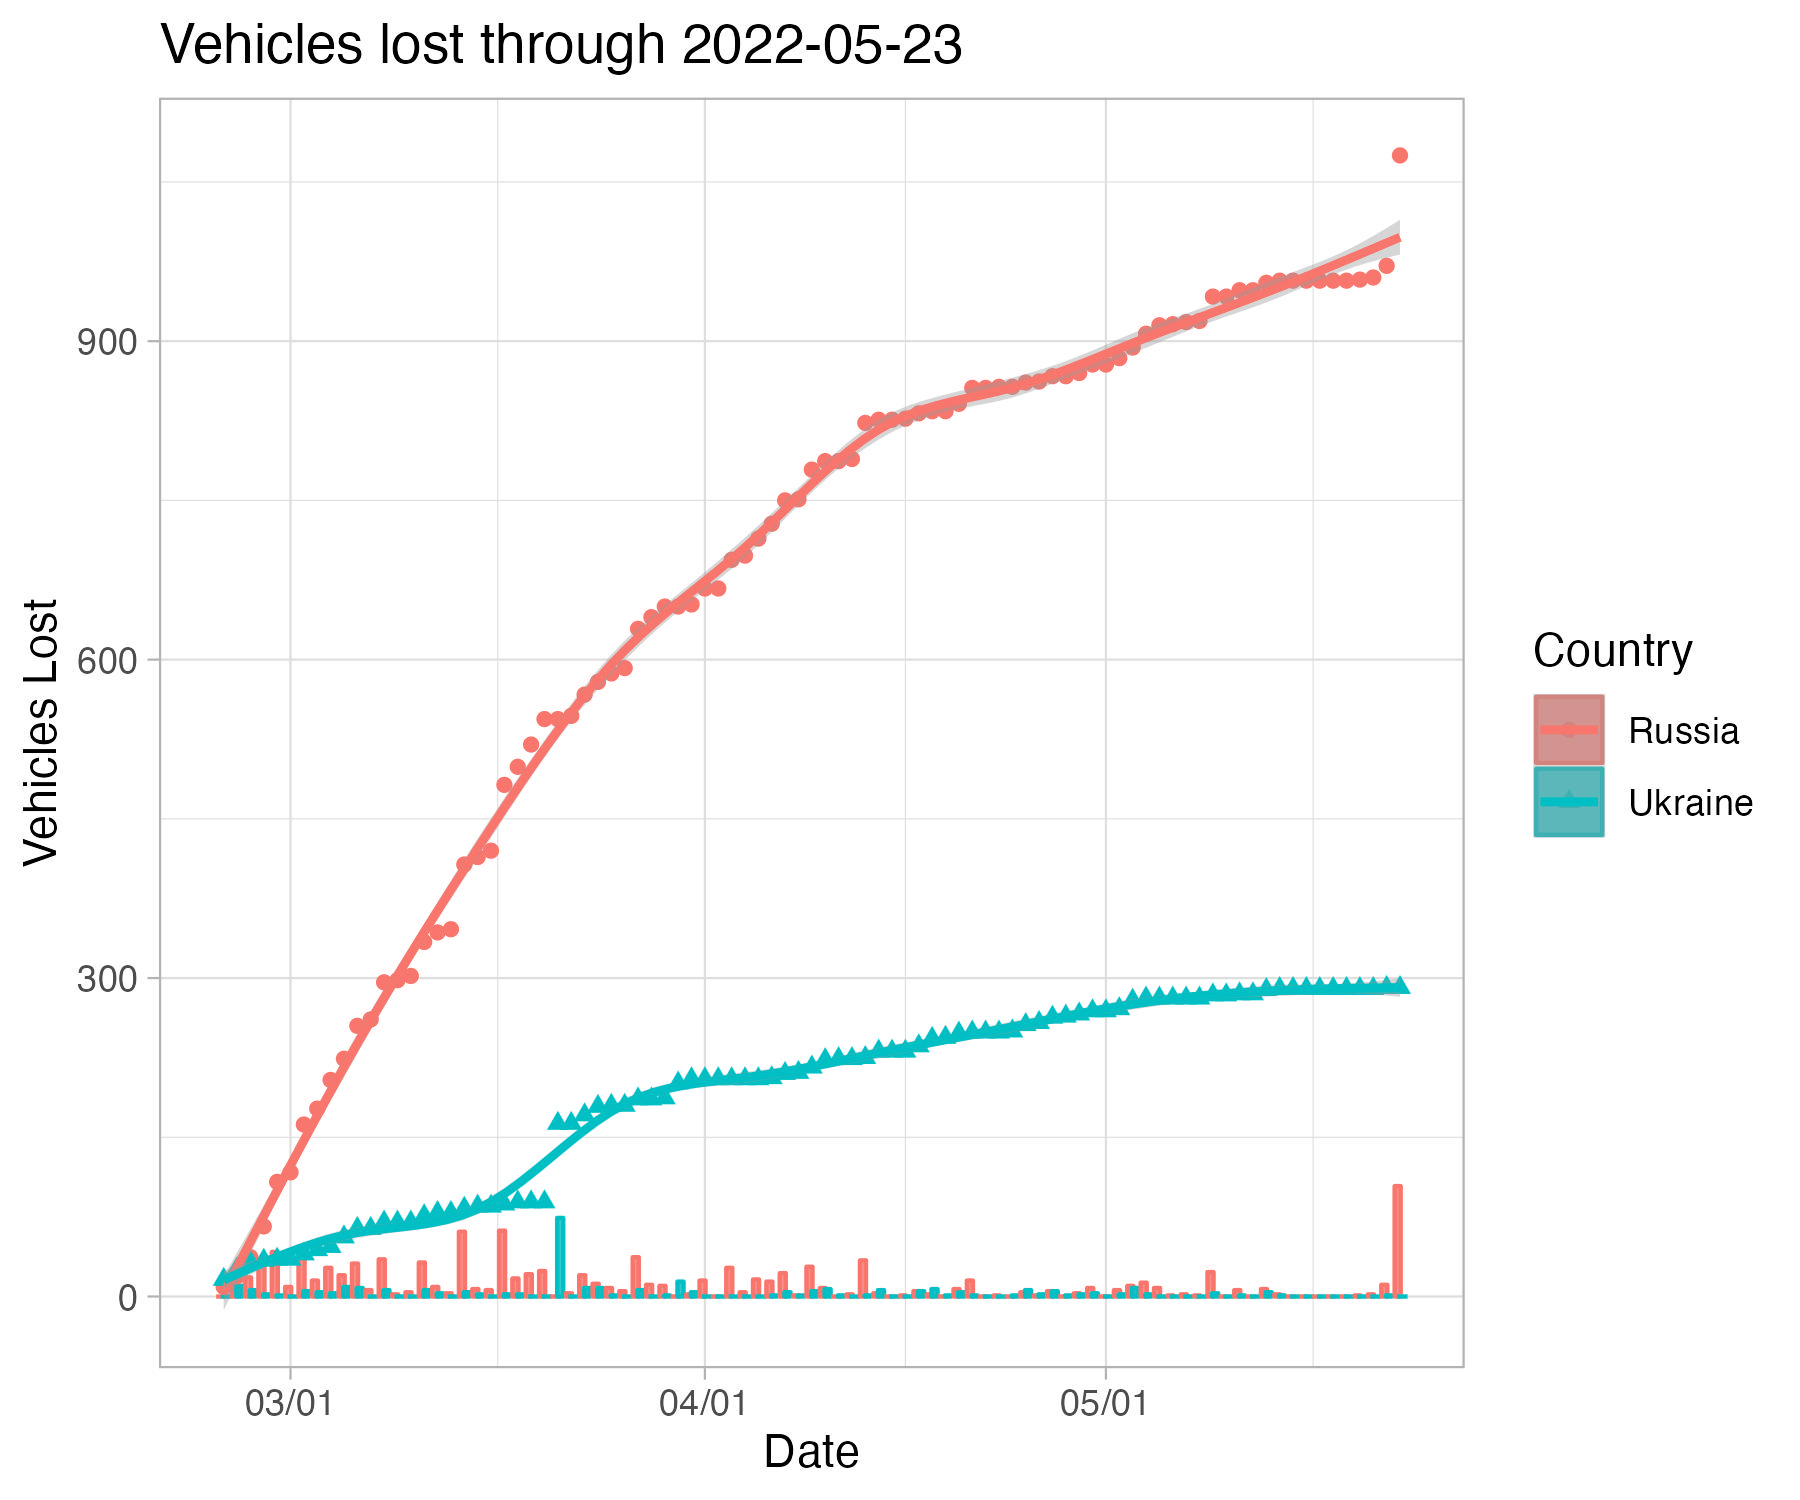 Vehicles lost through 2022-05-23
Vehicles Lost
900
600
300
0
03/01
04/01
05/01
Date
Country
Russia
Ukraine